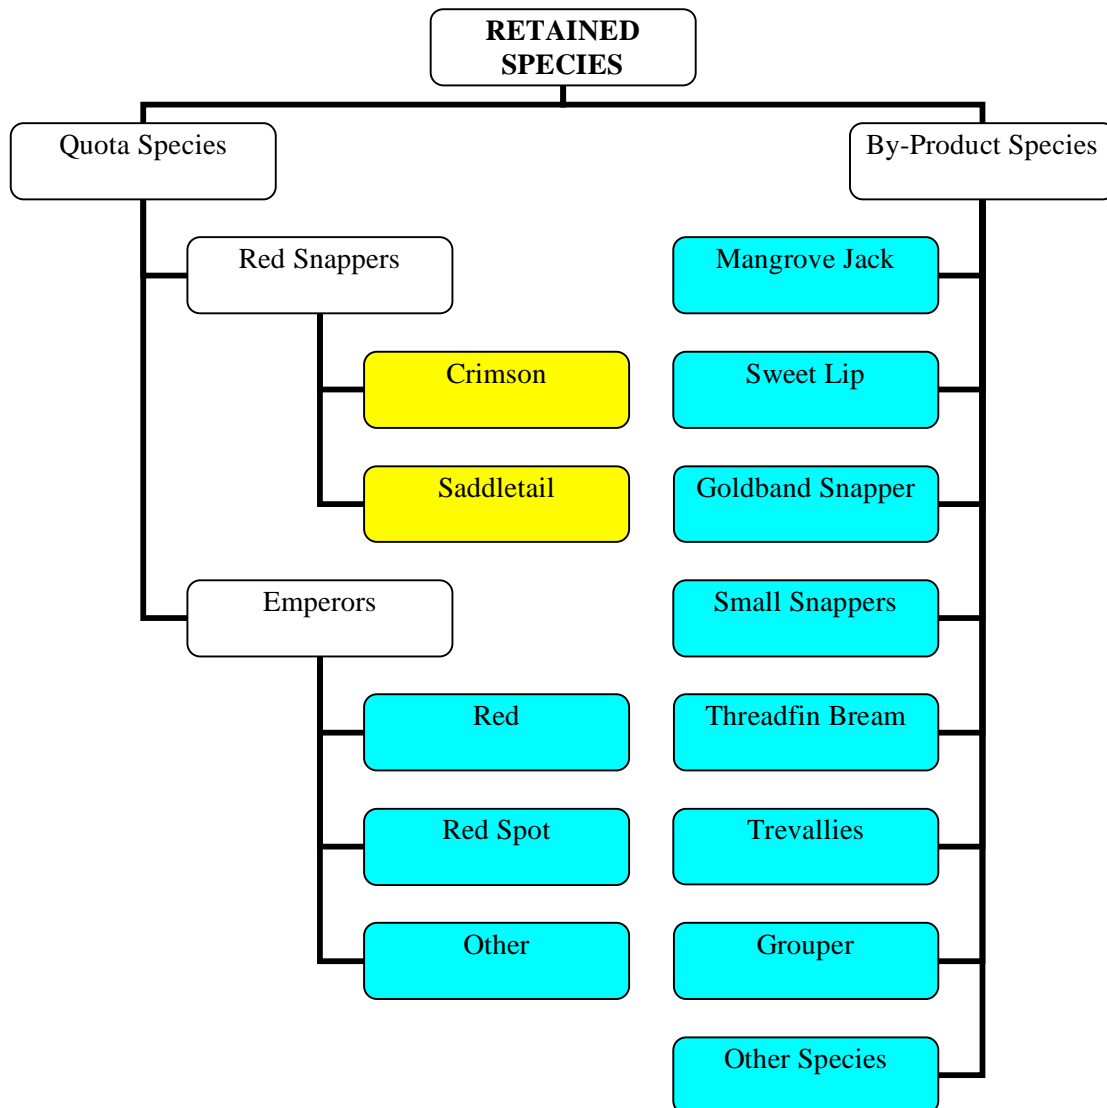 RETAINED
SPECIES
Quota Species
By-Product Species
Red Snappers
Crimson
Saddletail
Emperors
Red
Red Spot
Other
Mangrove Jack
Sweet Lip
Goldband Snapper
Small Snappers
Threadfin Bream
Trevallies
Grouper
Other Species